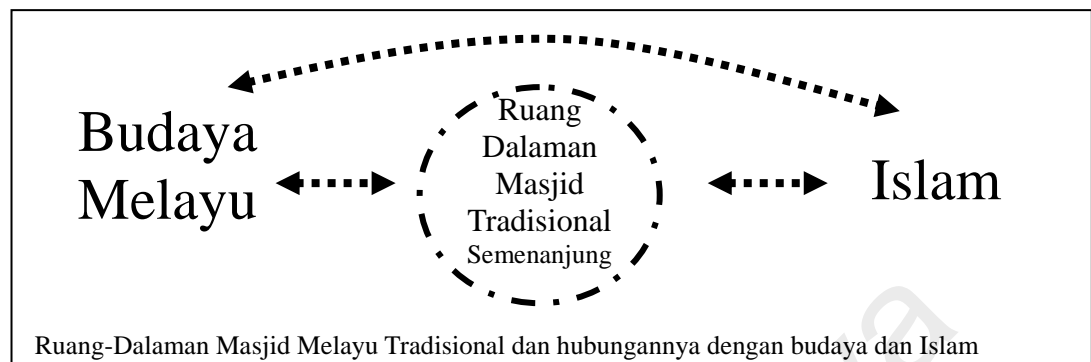 Budaya
Melayu
Ruang
Dalaman
Masjid
Tradisional
Semenanjung
Islam
Ruang-Dalaman Masjid Melayu Tradisional dan hubungannya dengan budaya dan Islam